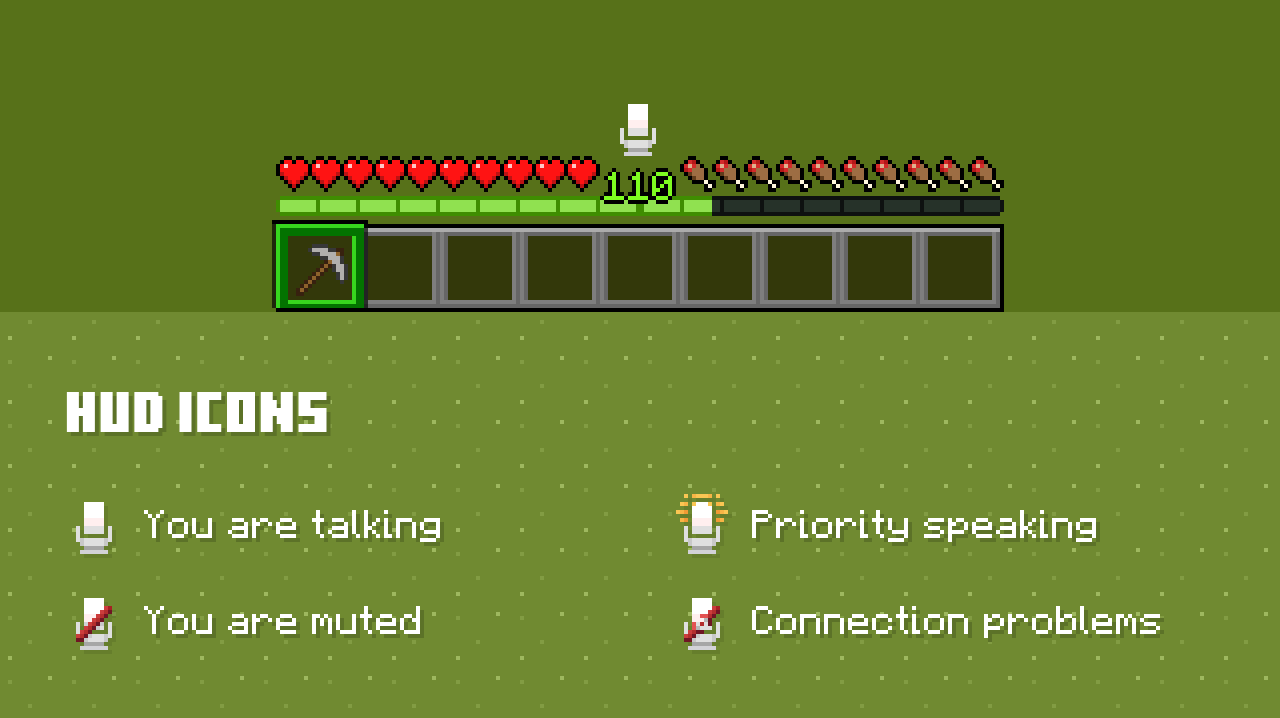 110
HUD ICONS
You are talking
Priority speaking
You are muted
Connection problems